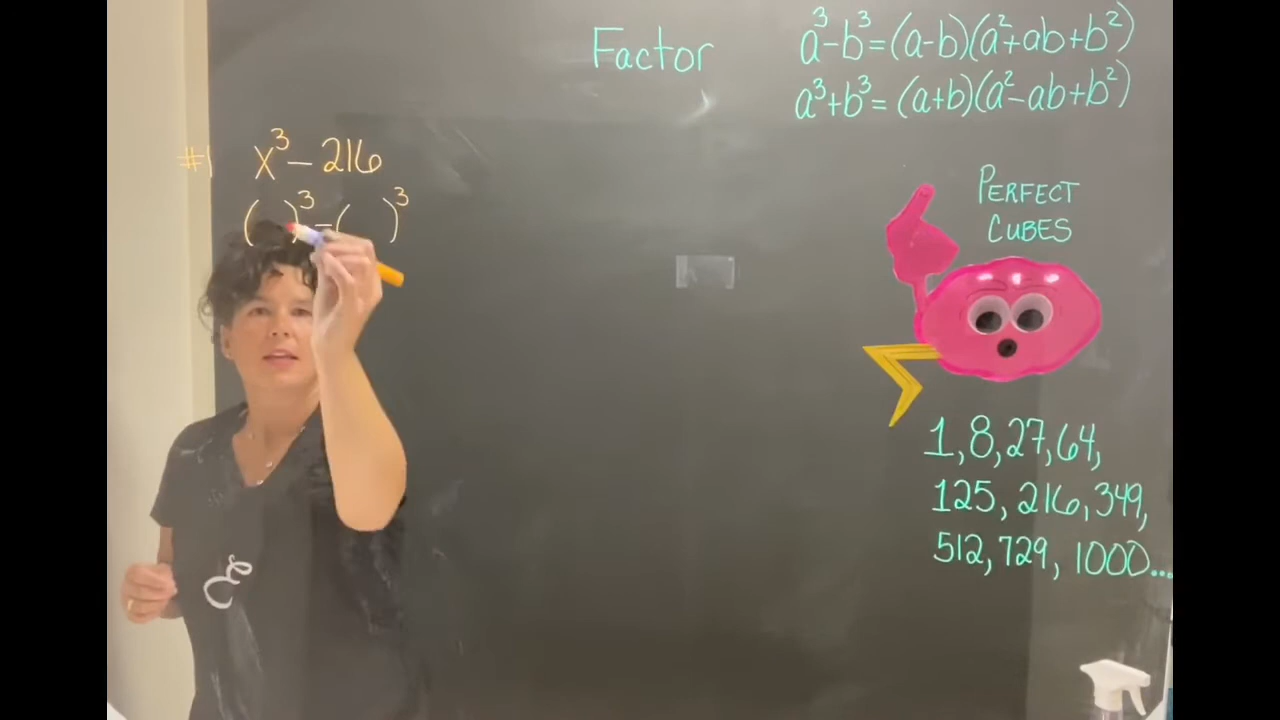 Factor
a³-b³=(a-b)(a²+ab+b²)
a³+b³=(a+b)(a²-ab+b²)
#1 x³-216
( )³-( )³
PERFECT
CUBES
1,8,27,64,
125, 216,349,
512,729, 1000...
E